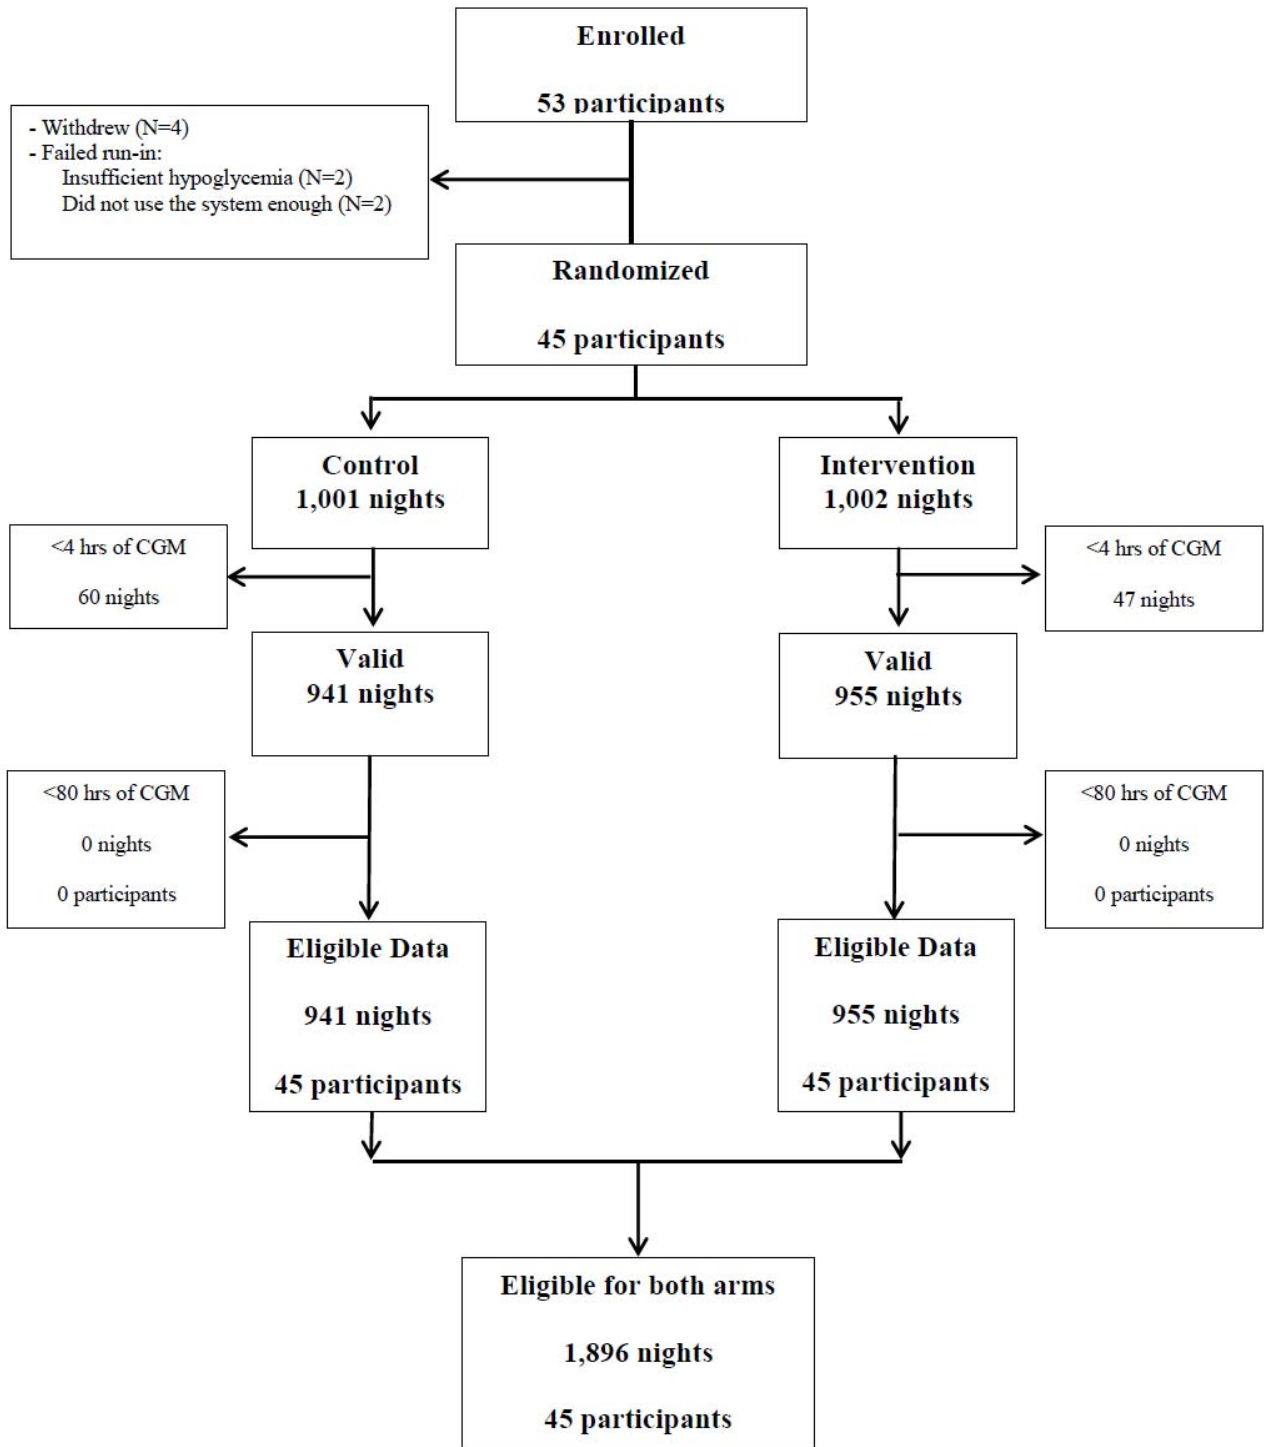 Enrolled
53 participants
- Withdrew (N=4)
- Failed run-in:
Insufficient hypoglycemia (N=2)
Did not use the system enough (N=2)
Randomized
45 participants
Control
1,001 nights
Intervention
1,002 nights
<4 hrs of CGM
60 nights
<4 hrs of CGM
47 nights
Valid
941 nights
Valid
955 nights
<80 hrs of CGM
0 nights
0 participants
<80 hrs of CGM
0 nights
0 participants
Eligible Data
941 nights
45 participants
Eligible Data
955 nights
45 participants
Eligible for both arms
1,896 nights
45 participants